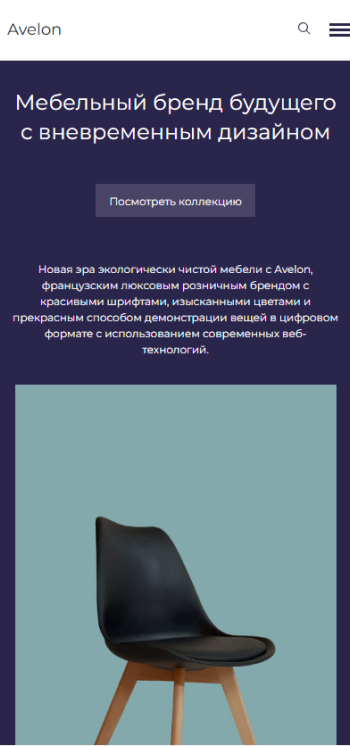 Avelon
Мебельный бренд будущего
с вневременным дизайном
Посмотреть коллекцию
Новая эра экологически чистой мебели с Avelon,
французским люксовым розничным брендом с
красивыми шрифтами, изысканными цветами и
прекрасным способом демонстрации вещей в цифровом
формате с использованием современных веб-
технологий.